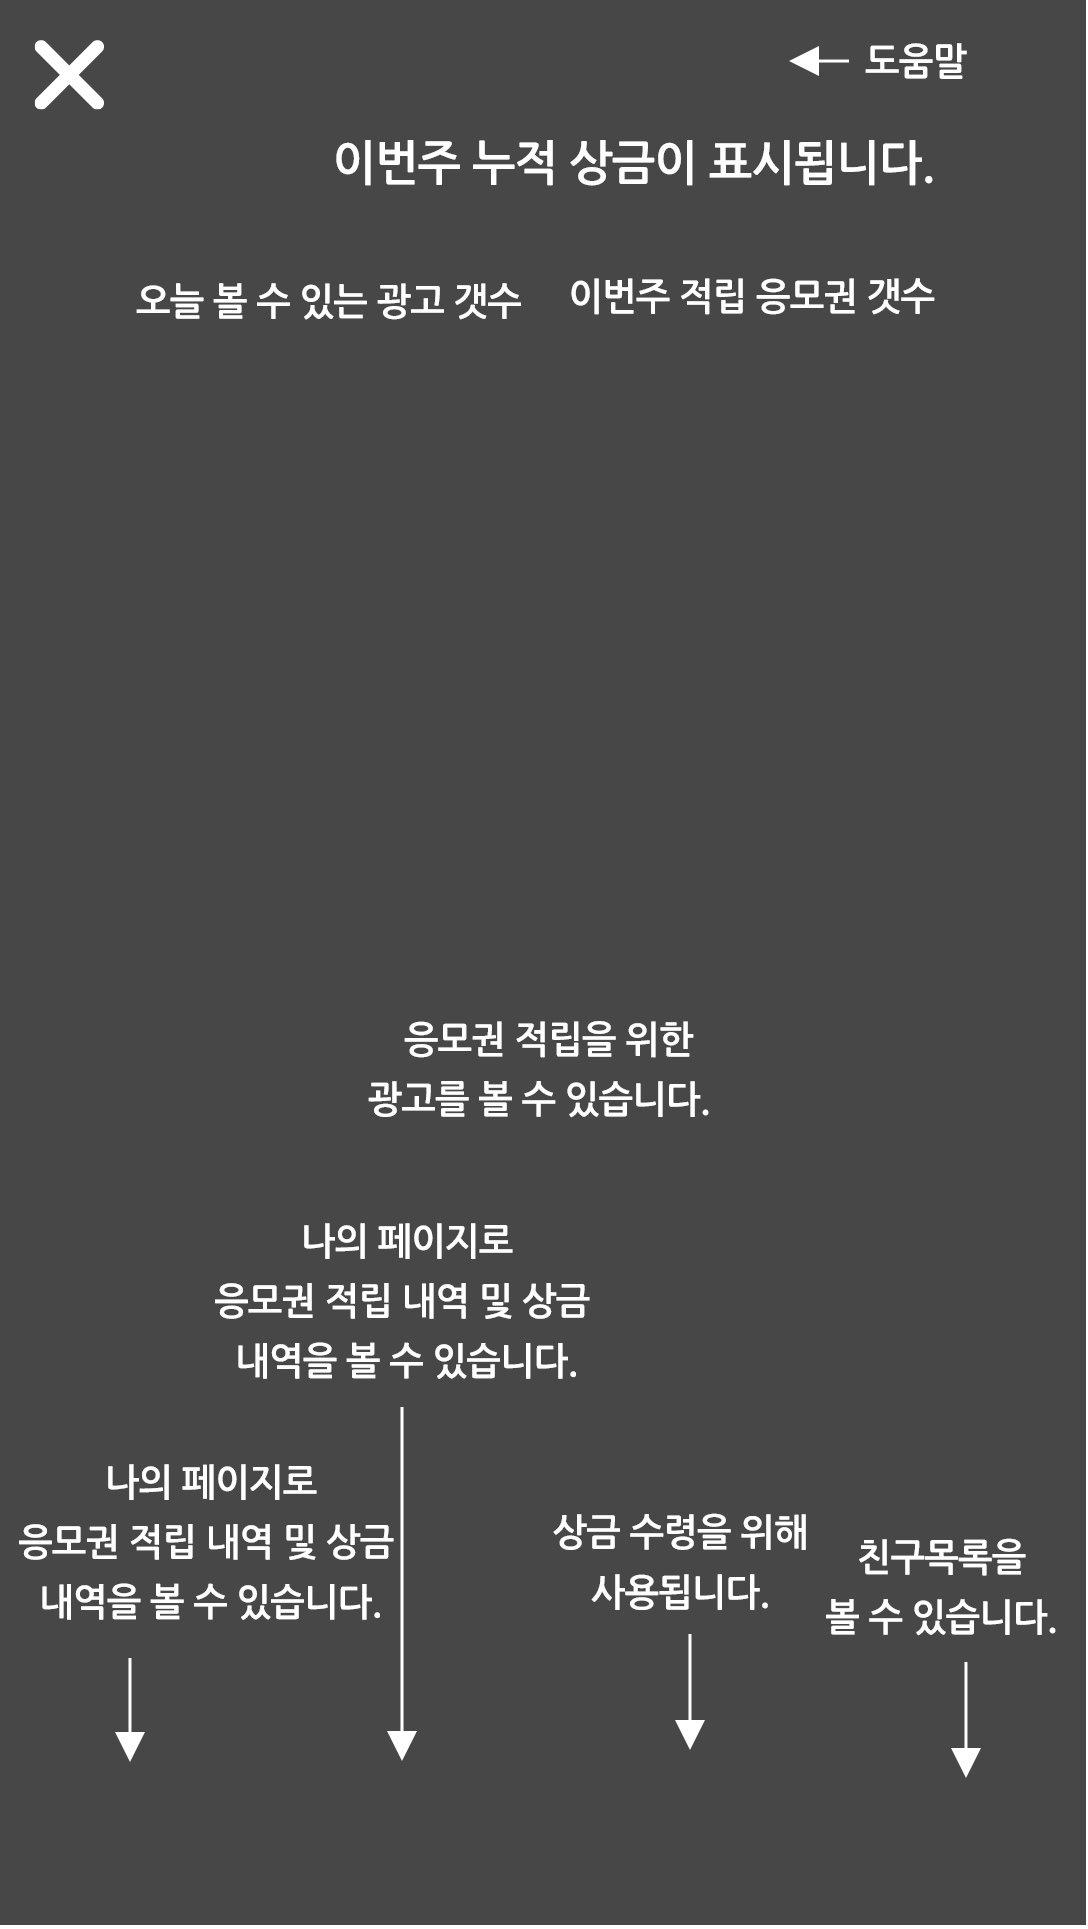 도움말
이번주 누적 상금이 표시됩니다.
오늘 볼 수 있는 광고 갯수
이번주 적립 응모권 갯수
응모권 적립을 위한
광고를 볼 수 있습니다.
나의 페이지로
응모권 적립 내역 및 상금
내역을 볼 수 있습니다.
나의 페이지로
응모권 적립 내역 및 상금
내역을 볼 수 있습니다.
상금 수령을 위해
사용됩니다.
친구목록을
볼 수 있습니다.